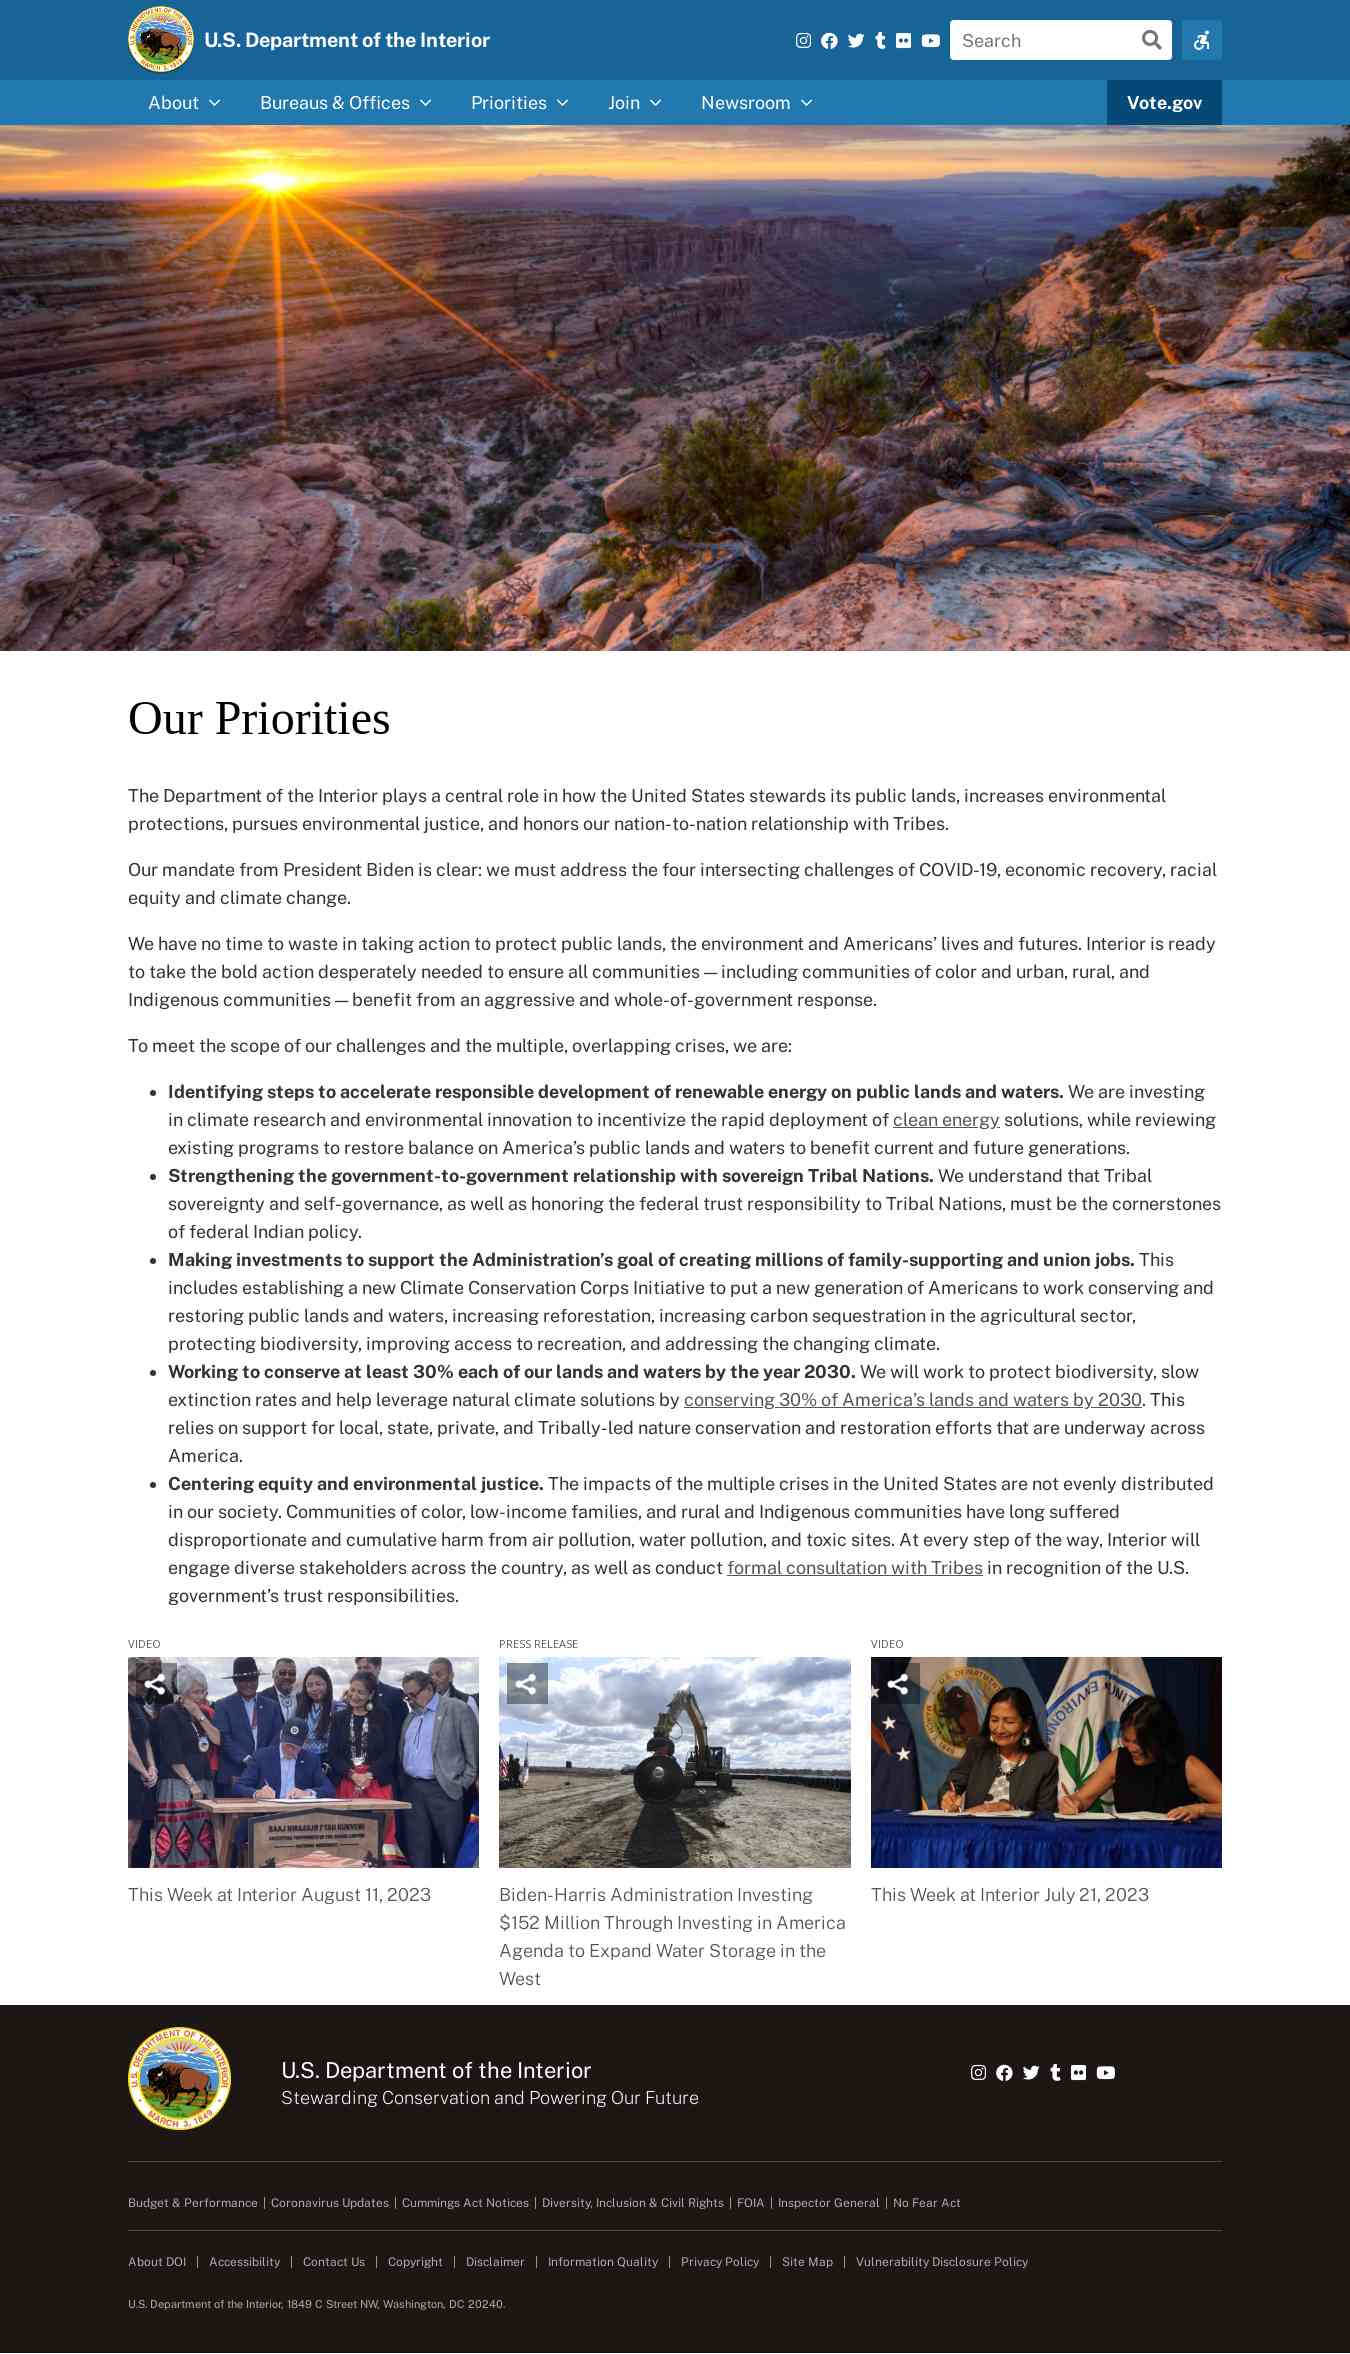 U.S. Department of the Interior
Search
About
Bureaus & Offices
Priorities
Join
Newsroom
Vote.gov
Our Priorities
The Department of the Interior plays a central role in how the United States stewards its public lands, increases environmental
protections, pursues environmental justice, and honors our nation-to-nation relationship with Tribes.
Our mandate from President Biden is clear: we must address the four intersecting challenges of COVID-19, economic recovery, racial
equity and climate change.
We have no time to waste in taking action to protect public lands, the environment and Americans’ lives and futures. Interior is ready
to take the bold action desperately needed to ensure all communities — including communities of color and urban, rural, and
Indigenous communities — benefit from an aggressive and whole-of-government response.
To meet the scope of our challenges and the multiple, overlapping crises, we are:
• Identifying steps to accelerate responsible development of renewable energy on public lands and waters. We are investing
in climate research and environmental innovation to incentivize the rapid deployment of clean energy solutions, while reviewing
existing programs to restore balance on America’s public lands and waters to benefit current and future generations.
• Strengthening the government-to-government relationship with sovereign Tribal Nations. We understand that Tribal
sovereignty and self-governance, as well as honoring the federal trust responsibility to Tribal Nations, must be the cornerstones
of federal Indian policy.
• Making investments to support the Administration’s goal of creating millions of family-supporting and union jobs. This
includes establishing a new Climate Conservation Corps Initiative to put a new generation of Americans to work conserving and
restoring public lands and waters, increasing reforestation, increasing carbon sequestration in the agricultural sector,
protecting biodiversity, improving access to recreation, and addressing the changing climate.
• Working to conserve at least 30% each of our lands and waters by the year 2030. We will work to protect biodiversity, slow
extinction rates and help leverage natural climate solutions by conserving 30% of America’s lands and waters by 2030. This
relies on support for local, state, private, and Tribally-led nature conservation and restoration efforts that are underway across
America.
• Centering equity and environmental justice. The impacts of the multiple crises in the United States are not evenly distributed
in our society. Communities of color, low-income families, and rural and Indigenous communities have long suffered
disproportionate and cumulative harm from air pollution, water pollution, and toxic sites. At every step of the way, Interior will
engage diverse stakeholders across the country, as well as conduct formal consultation with Tribes in recognition of the U.S.
government’s trust responsibilities.
VIDEO
This Week at Interior August 11, 2023
PRESS RELEASE
Biden-Harris Administration Investing
$152 Million Through Investing in America
Agenda to Expand Water Storage in the
West
VIDEO
This Week at Interior July 21, 2023
U.S. DEPARTMENT OF THE INTERIOR
MARCH 3, 1849
U.S. Department of the Interior
Stewarding Conservation and Powering Our Future
Budget & Performance | Coronavirus Updates | Cummings Act Notices | Diversity, Inclusion & Civil Rights | FOIA | Inspector General | No Fear Act
About DOI | Accessibility | Contact Us | Copyright | Disclaimer | Information Quality | Privacy Policy | Site Map | Vulnerability Disclosure Policy
U.S. Department of the Interior, 1849 C Street NW, Washington, DC 20240.